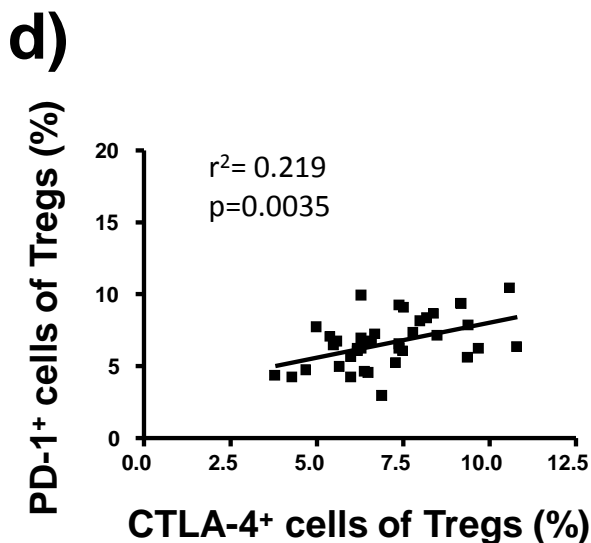 d)
PD-1⁺ cells of Tregs (%)
20
15
10
5
0
r²= 0.219
p=0.0035
0.0 2.5 5.0 7.5 10.0 12.5
CTLA-4⁺ cells of Tregs (%)